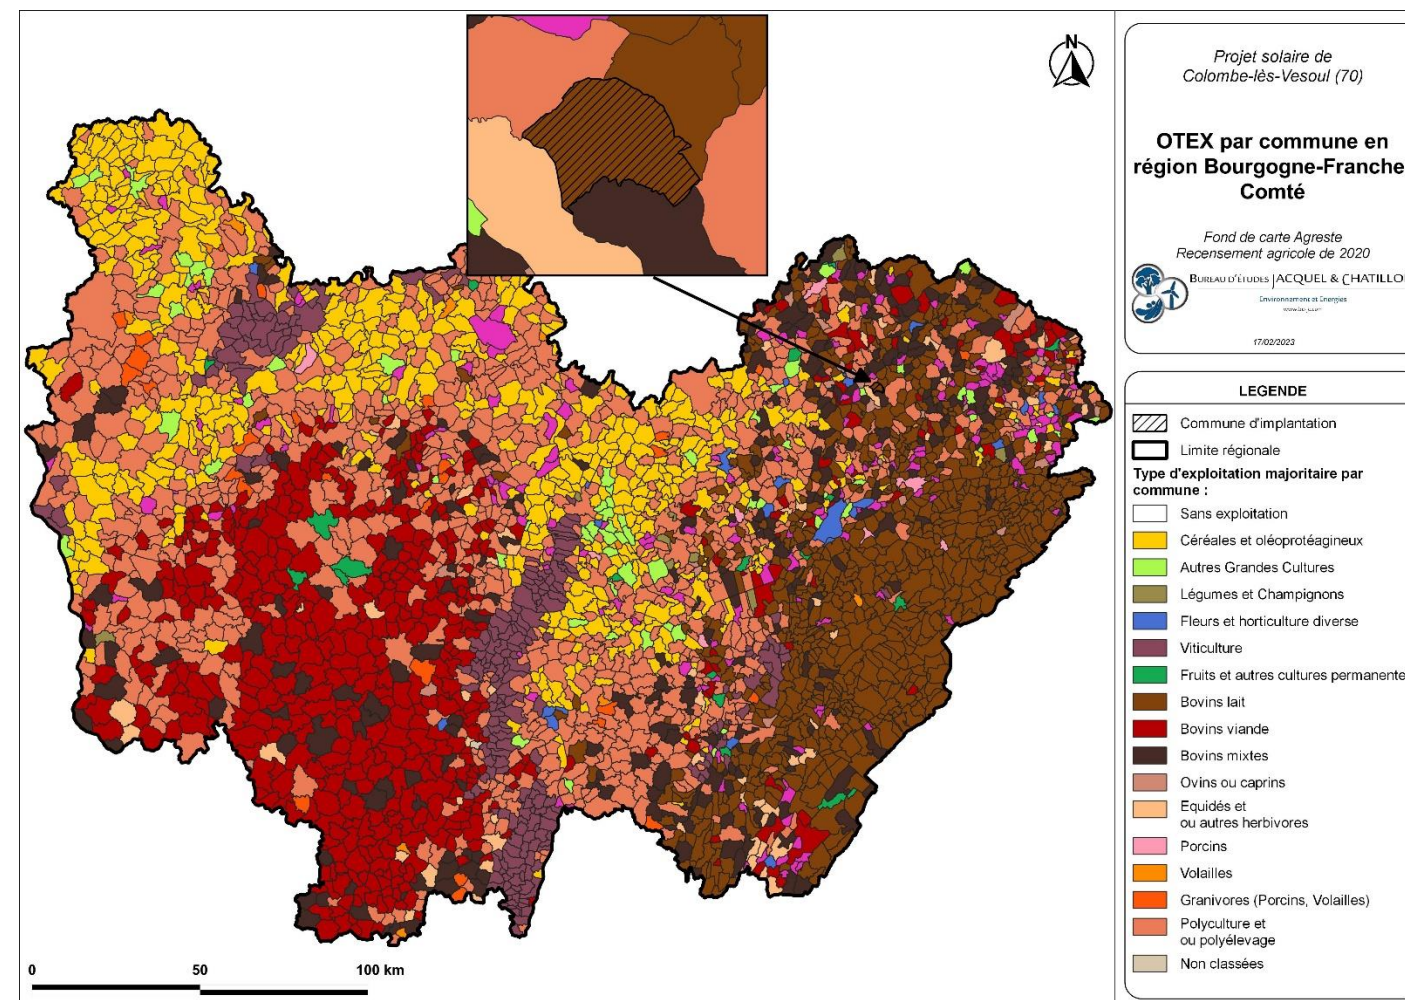 N
Projet solaire de
Colombe-lès-Vesoul (70)
OTEX par commune en
région Bourgogne-Franche
Comté
Fond de carte Agreste
Recensement agricole de 2020
BUREAU D'ÉTUDES JACQUEL & CHATILLO
Environnement et Energies
17/02/2023
LEGENDE
Commune d'implantation
Limite régionale
Type d'exploitation majoritaire par
commune :
Sans exploitation
Céréales et oléoprotéagineux
Autres Grandes Cultures
Légumes et Champignons
Fleurs et horticulture diverse
Viticulture
Fruits et autres cultures permanente
Bovins lait
Bovins viande
Bovins mixtes
Ovins ou caprins
Equidés et
ou autres herbivores
Porcins
Volailles
Granivores (Porcins, Volailles)
Polyculture et
ou polyélevage
Non classées
0 50 100 km